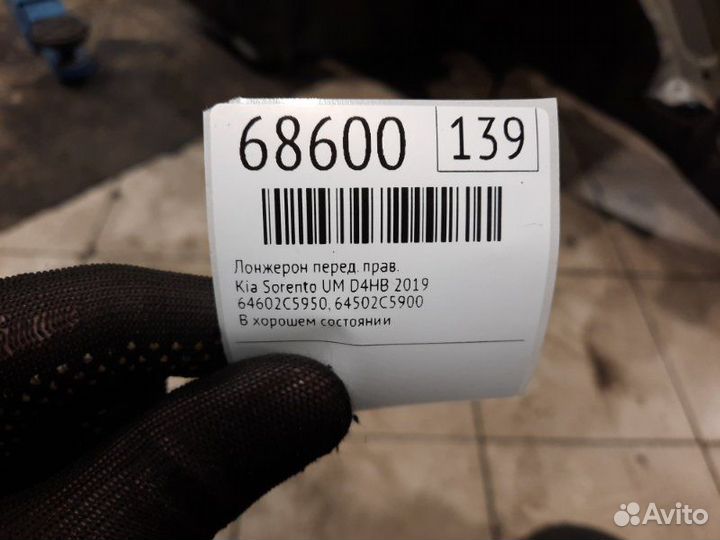 68600 139
Лонжерон перед. прав.
Kia Sorento UM D4HB 2019
64602C5950, 64502C5900
В хорошем состоянии
Avito